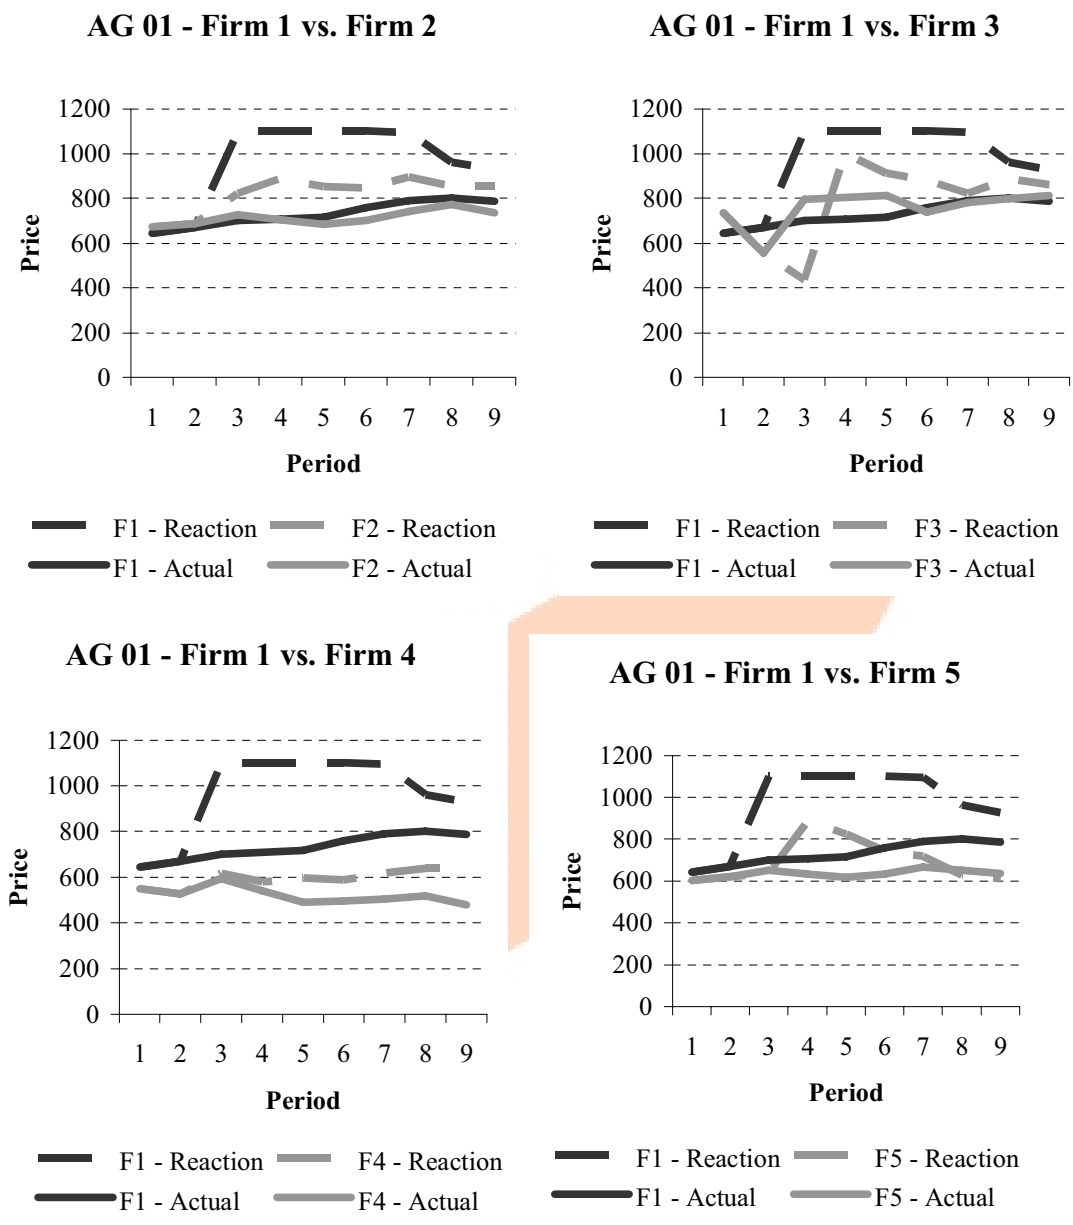 AG 01 - Firm 1 vs. Firm 2
Price
1200
1000
800
600
400
200
0
1 2 3 4 5 6 7 8 9
Period
F1 - Reaction F2 - Reaction
F1 - Actual F2 - Actual
AG 01 - Firm 1 vs. Firm 3
Price
1200
1000
800
600
400
200
0
1 2 3 4 5 6 7 8 9
Period
F1 - Reaction F3 - Reaction
F1 - Actual F3 - Actual
AG 01 - Firm 1 vs. Firm 4
Price
1200
1000
800
600
400
200
0
1 2 3 4 5 6 7 8 9
Period
F1 - Reaction F4 - Reaction
F1 - Actual F4 - Actual
AG 01 - Firm 1 vs. Firm 5
Price
1200
1000
800
600
400
200
0
1 2 3 4 5 6 7 8 9
Period
F1 - Reaction F5 - Reaction
F1 - Actual F5 - Actual